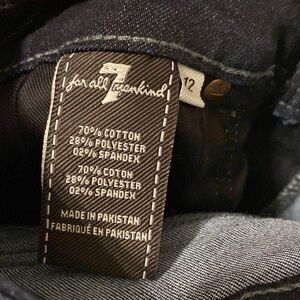 for all 7 mankind
12
70% COTTON
28% POLYESTER
02% SPANDEX
70% COTON
28% POLYESTER
02% SPANDEX
MADE IN PAKISTAN
FABRIQUÉ EN PAKISTAN